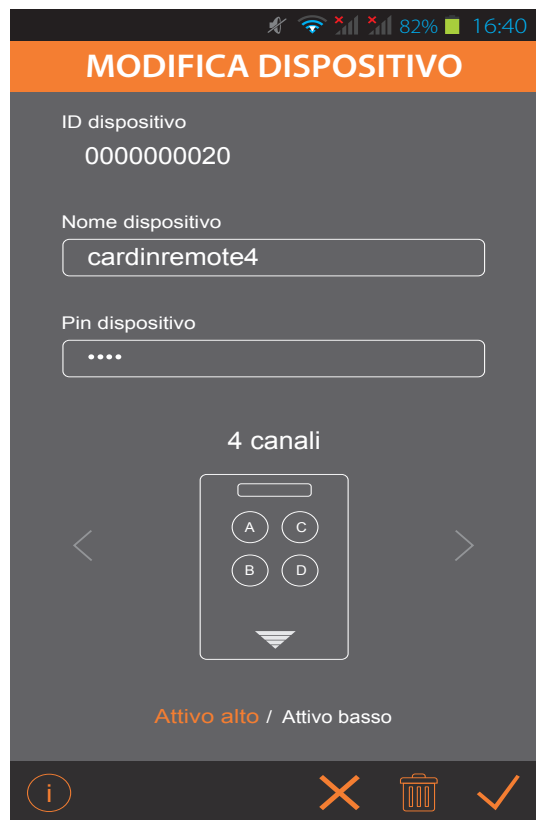 82% 16:40
MODIFICA DISPOSITIVO
ID dispositivo
0000000020
Nome dispositivo
cardinremote4
Pin dispositivo
••••
4 canali
A C
B D
Attivo alto / Attivo basso
i